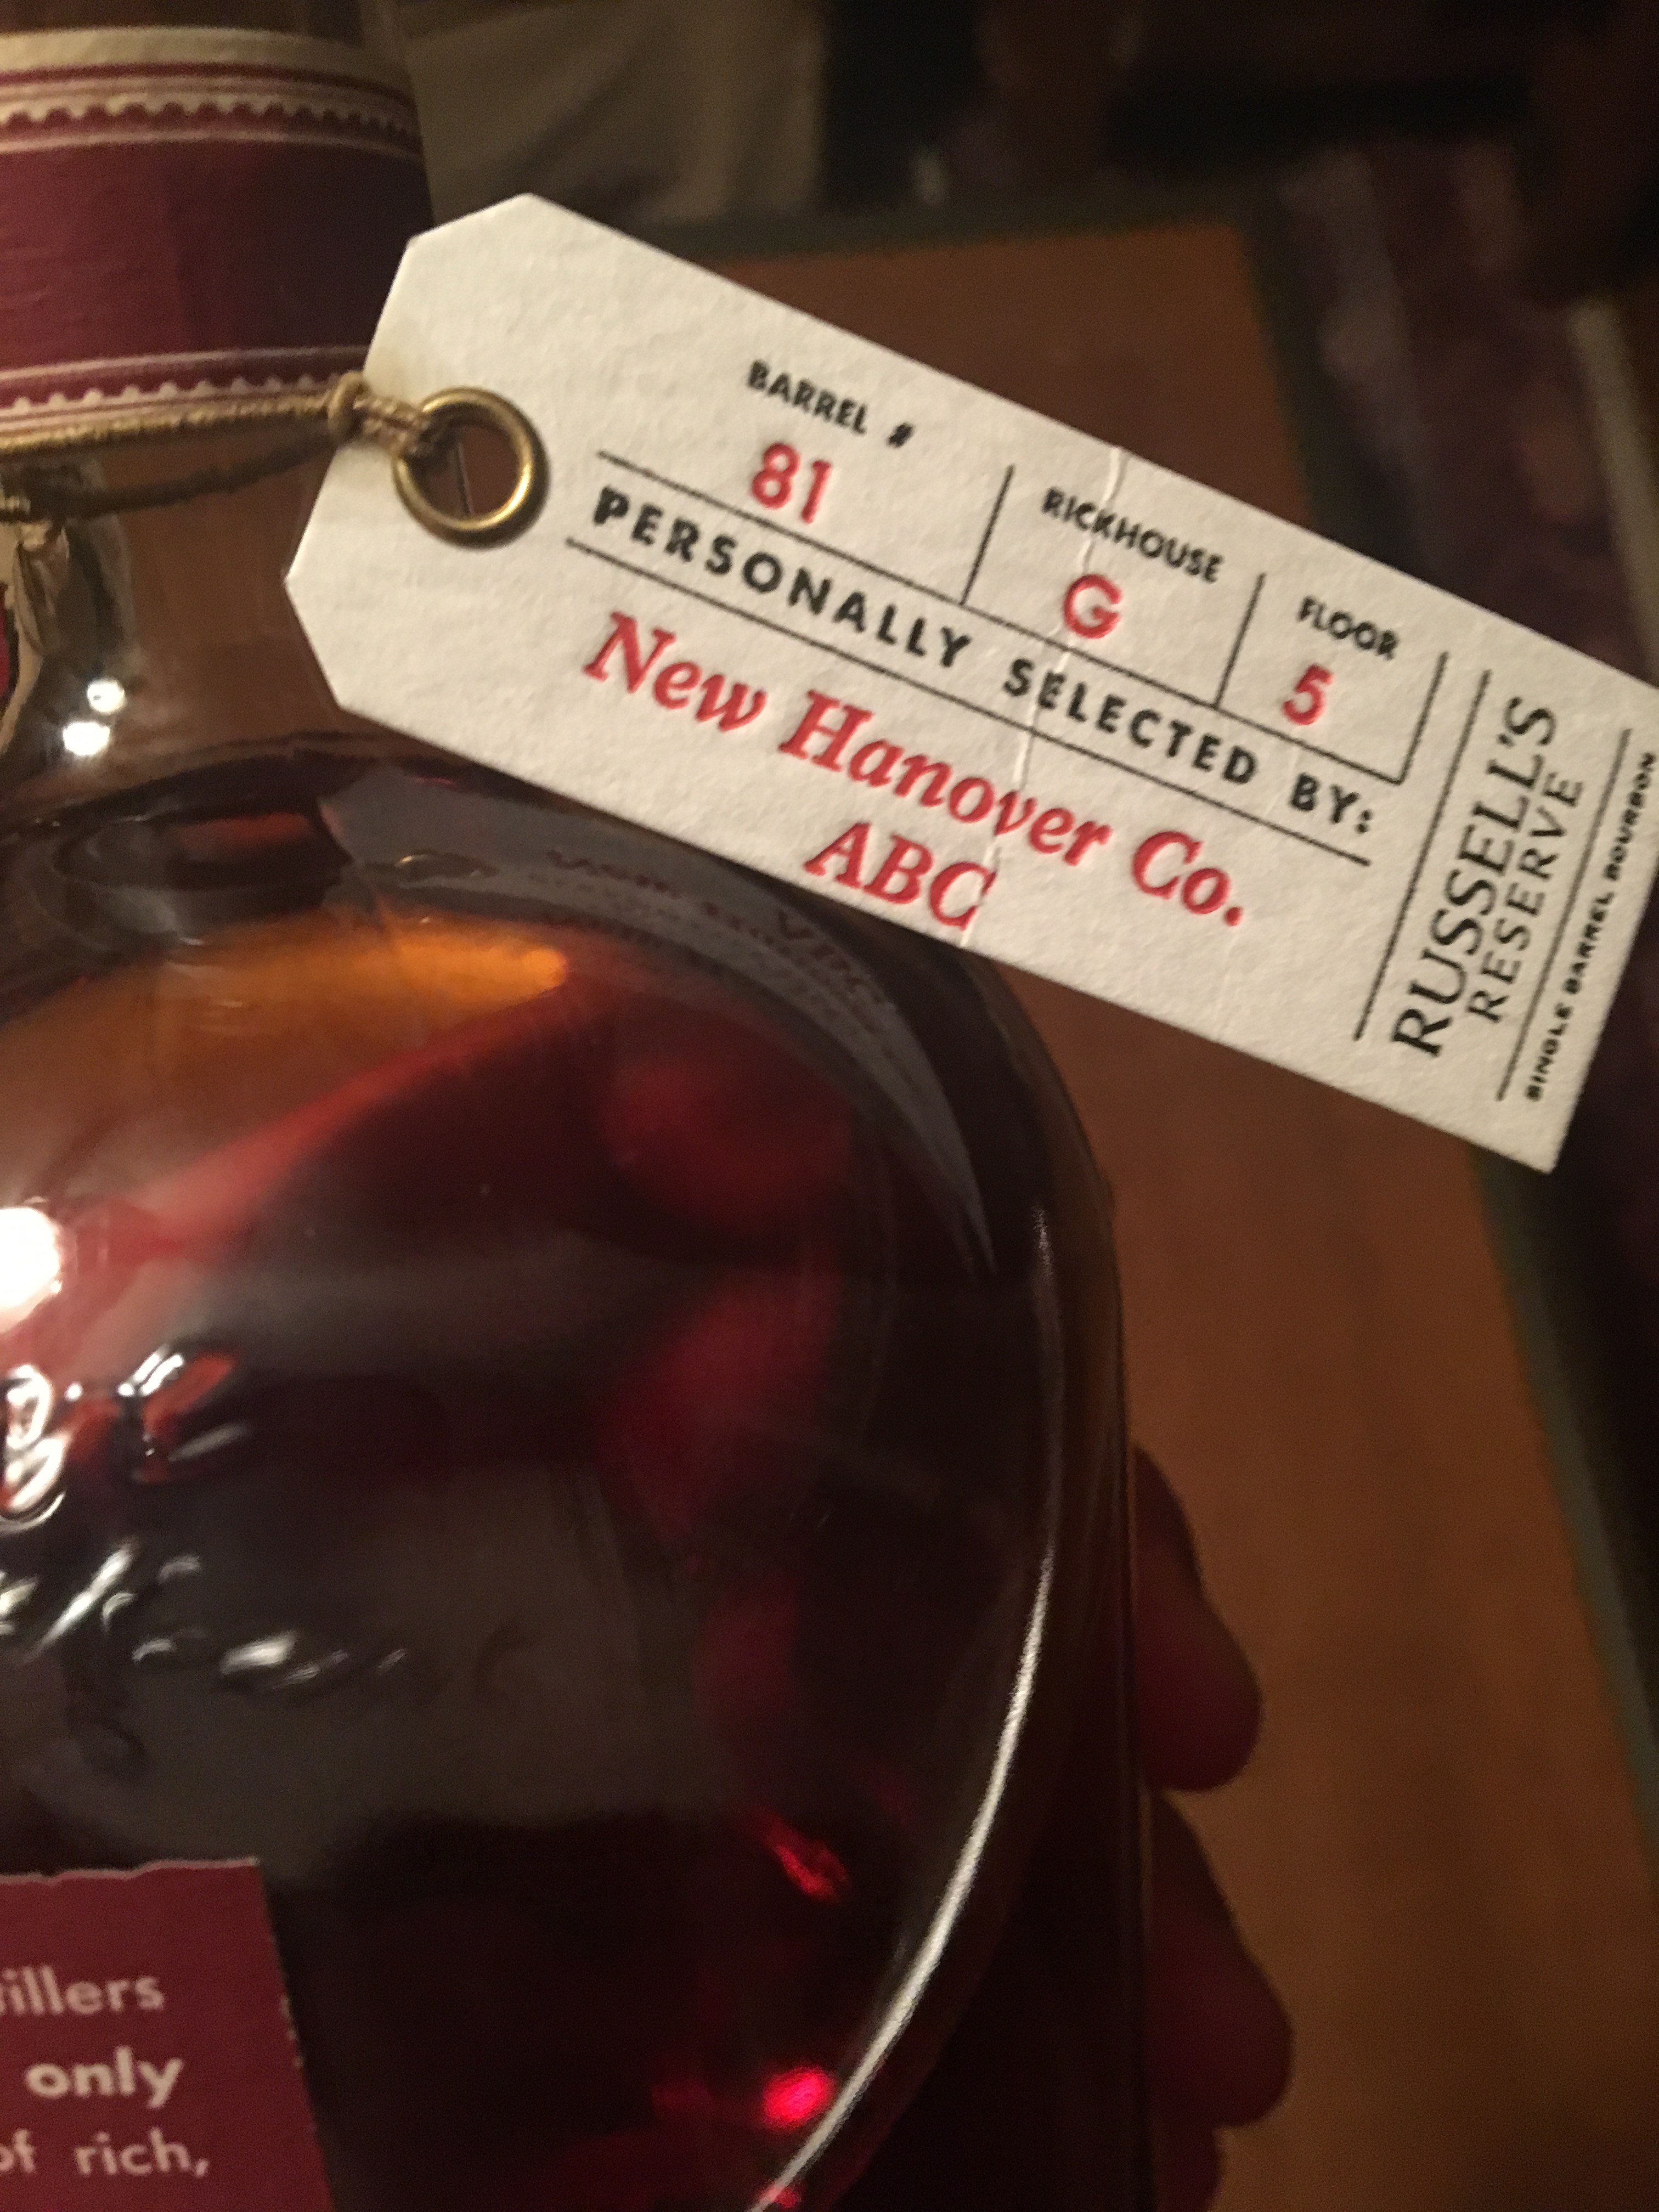 BARREL #
81
RICKHOUSE
G
FLOOR
5
PERSONALLY SELECTED BY:
New Hanover Co.
ABC
RUSSELL'S
RESERVE
SINGLE BARREL BOURBON
only
of rich,